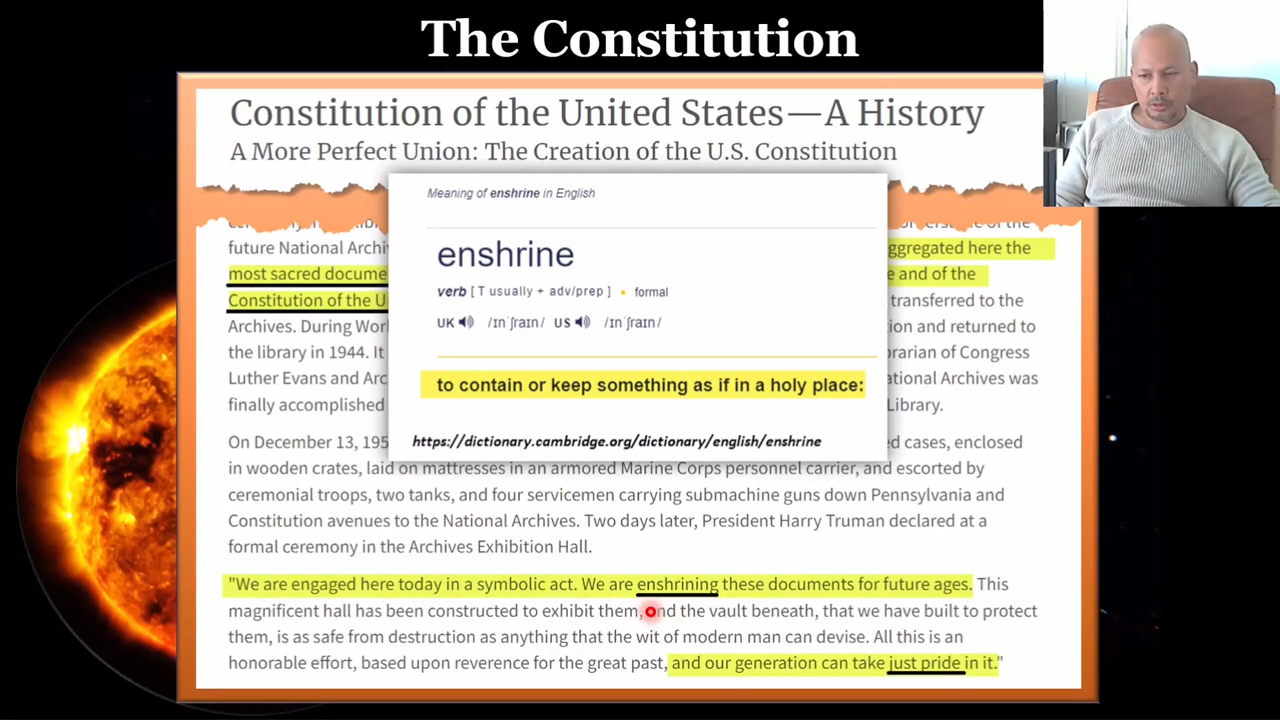 The Constitution
Constitution of the United States—A History
A More Perfect Union: The Creation of the U.S. Constitution
future National
ggregated here the
most sacred
e and of the
Constitution of the U
transferred to the
Archives. During
ion and returned to
the library in 1944. It
rarian of Congress
Luther Evans and
ational Archives was
finally accomplished
Library.
Meaning of enshrine in English
enshrine
verb [ T usually + adv/prep ] • formal
UK /ɪnˈʃraɪn/ US /ɪnˈʃraɪn/
to contain or keep something as if in a holy place:
https://dictionary.cambridge.org/dictionary/english/enshrine
On December 13,
ed cases, enclosed
in wooden crates, laid on mattresses in an armored Marine Corps personnel carrier, and escorted by
ceremonial troops, two tanks, and four servicemen carrying submachine guns down Pennsylvania and
Constitution avenues to the National Archives. Two days later, President Harry Truman declared at a
formal ceremony in the Archives Exhibition Hall.
"We are engaged here today in a symbolic act. We are enshrining these documents for future ages. This
magnificent hall has been constructed to exhibit them, and the vault beneath, that we have built to protect
them, is as safe from destruction as anything that the wit of modern man can devise. All this is an
honorable effort, based upon reverence for the great past, and our generation can take just pride in it."